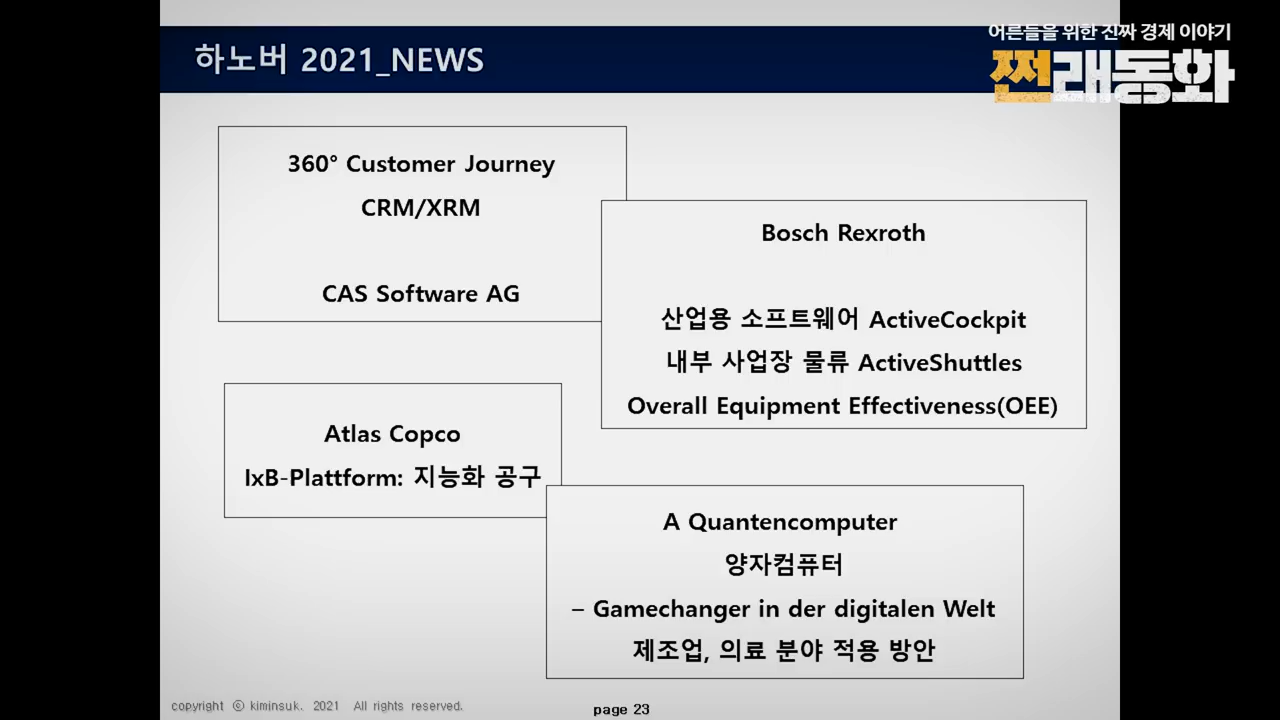 하노버 2021_NEWS
어른들을 위한 진짜 경제 이야기
쩐래동화
360° Customer Journey
CRM/XRM
CAS Software AG
Bosch Rexroth
산업용 소프트웨어 ActiveCockpit
내부 사업장 물류 ActiveShuttles
Overall Equipment Effectiveness(OEE)
Atlas Copco
IxB-Plattform: 지능화 공구
A Quantencomputer
양자컴퓨터
– Gamechanger in der digitalen Welt
제조업, 의료 분야 적용 방안
copyright ⓒ kiminsuk. 2021 All rights reserved.
page 23